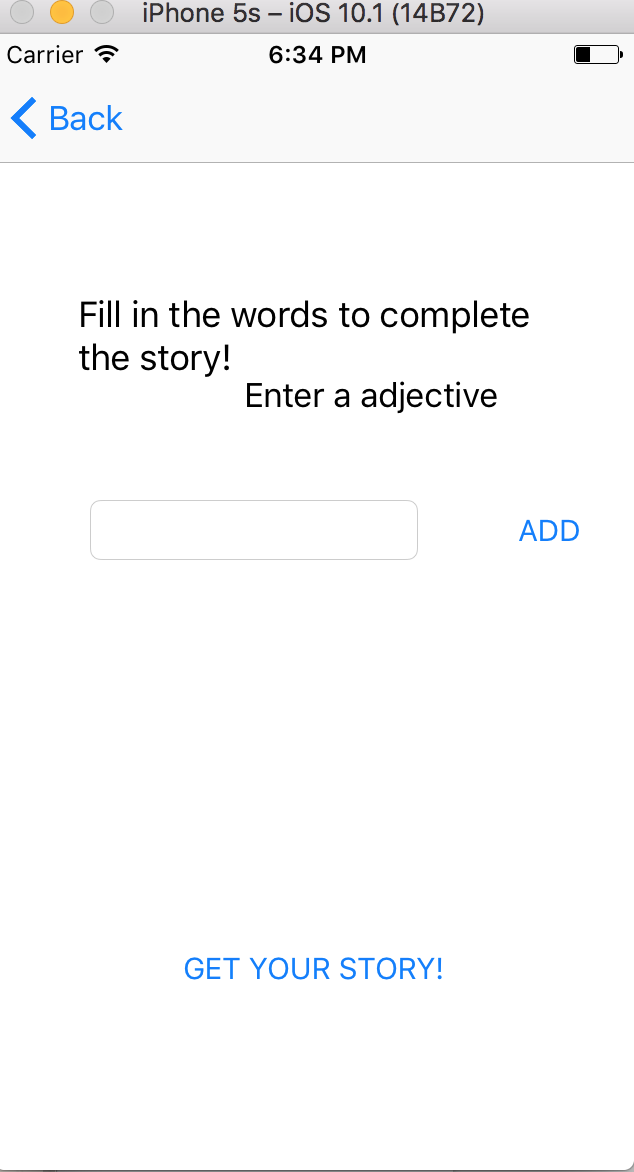 iPhone 5s – iOS 10.1 (14B72)
Carrier 6:34 PM
Back
Fill in the words to complete
the story!
Enter a adjective
ADD
GET YOUR STORY!